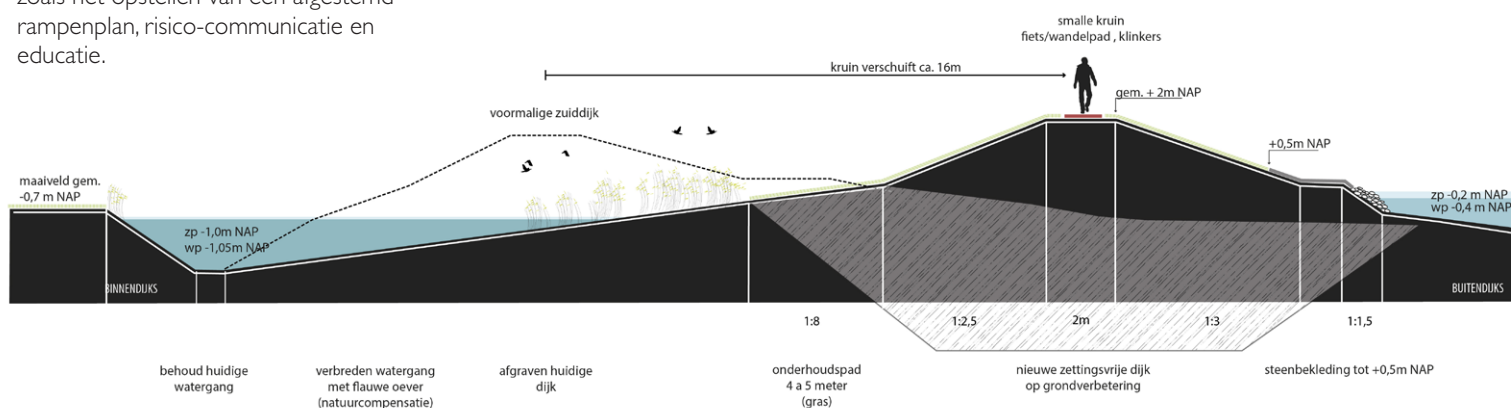 zoals het opstellen van een afgestemd
rampenplan, risico-communicatie en
educatie.
smalle kruin
fiets/wandelpad , klinkers
kruin verschuift ca. 16m
gem. + 2m NAP
voormalige zuiddijk
+0,5m NAP
maaiveld gem.
-0,7 m NAP
zp -0,2 m NAP
wp -0,4 m NAP
zp -1,0m NAP
wp -1,05m NAP
BINNENDIJKS
BUITENDIJKS
1:8
1:2,5
2m
1:3
1:1,5
behoud huidige
watergang
verbreden watergang
met flauwe oever
(natuurcompensatie)
afgraven huidige
dijk
onderhoudspad
4 a 5 meter
(gras)
nieuwe zettingsvrije dijk
op grondverbetering
steenbekleding tot +0,5m NAP